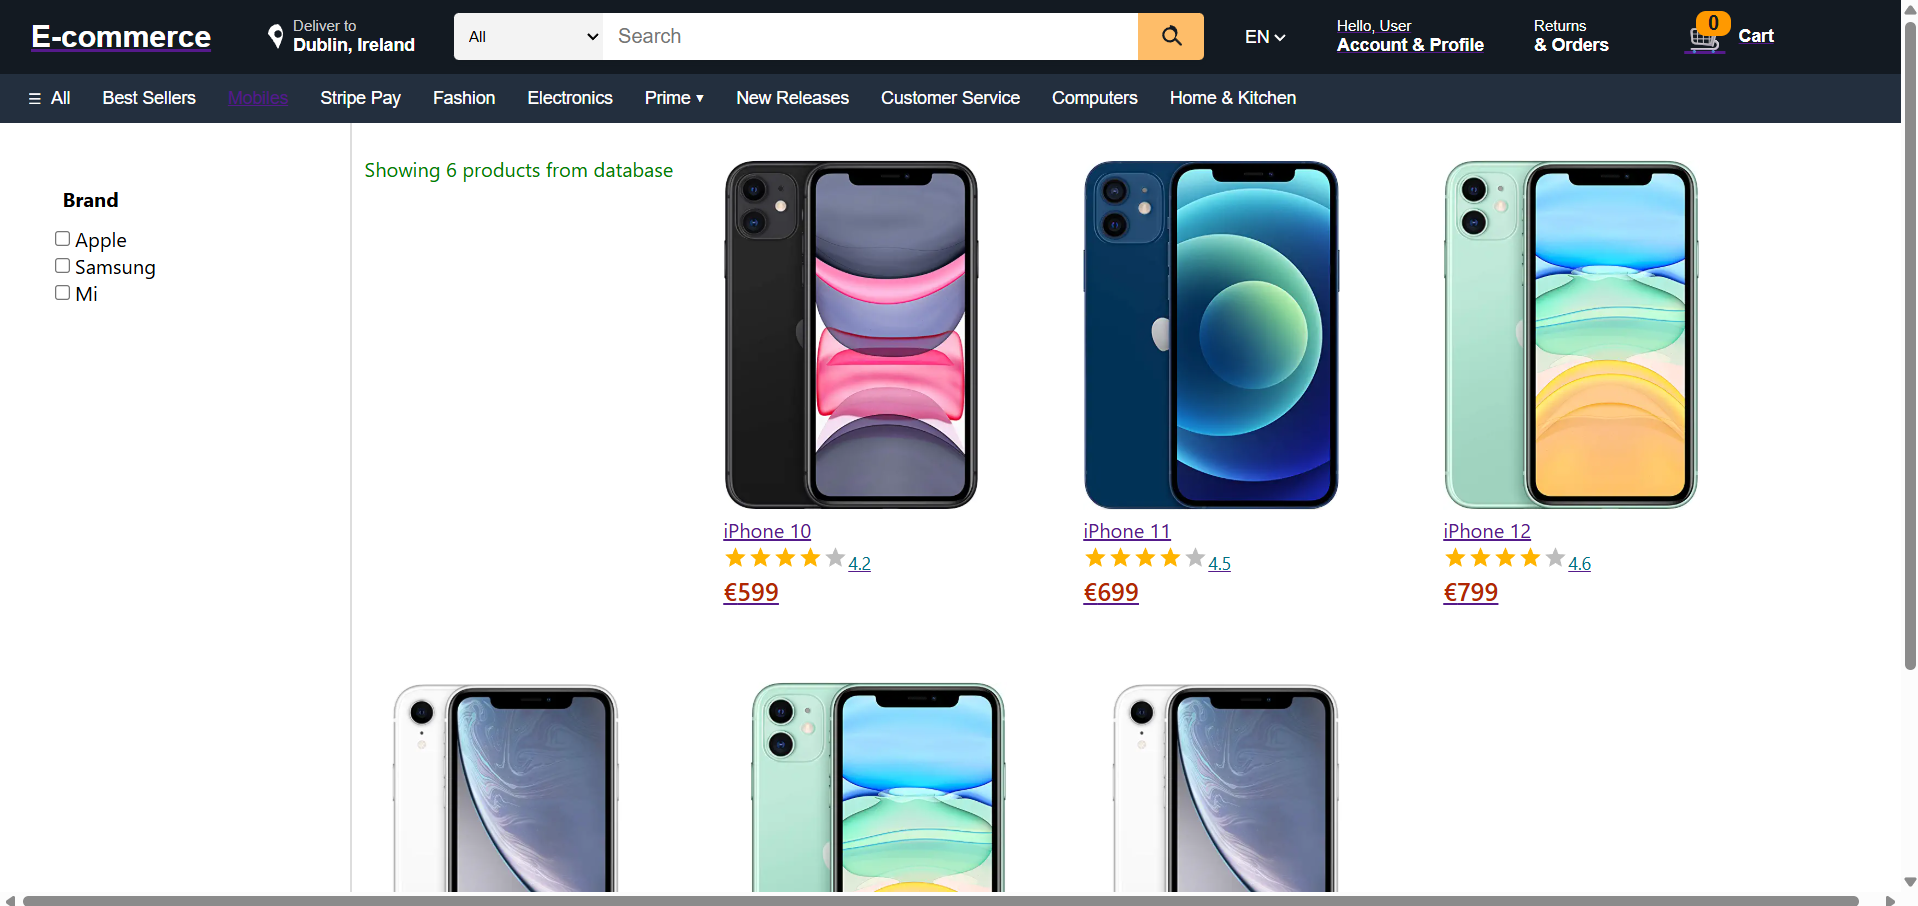 E-commerce
Deliver to
Dublin, Ireland
All
Search
EN
Hello, User
Account & Profile
Returns
& Orders
0
Cart
☰ All
Best Sellers
Mobiles
Stripe Pay
Fashion
Electronics
Prime ▾
New Releases
Customer Service
Computers
Home & Kitchen
Brand
Apple
Samsung
Mi
Showing 6 products from database
iPhone 10
4.2
€599
iPhone 11
4.5
€699
iPhone 12
4.6
€799